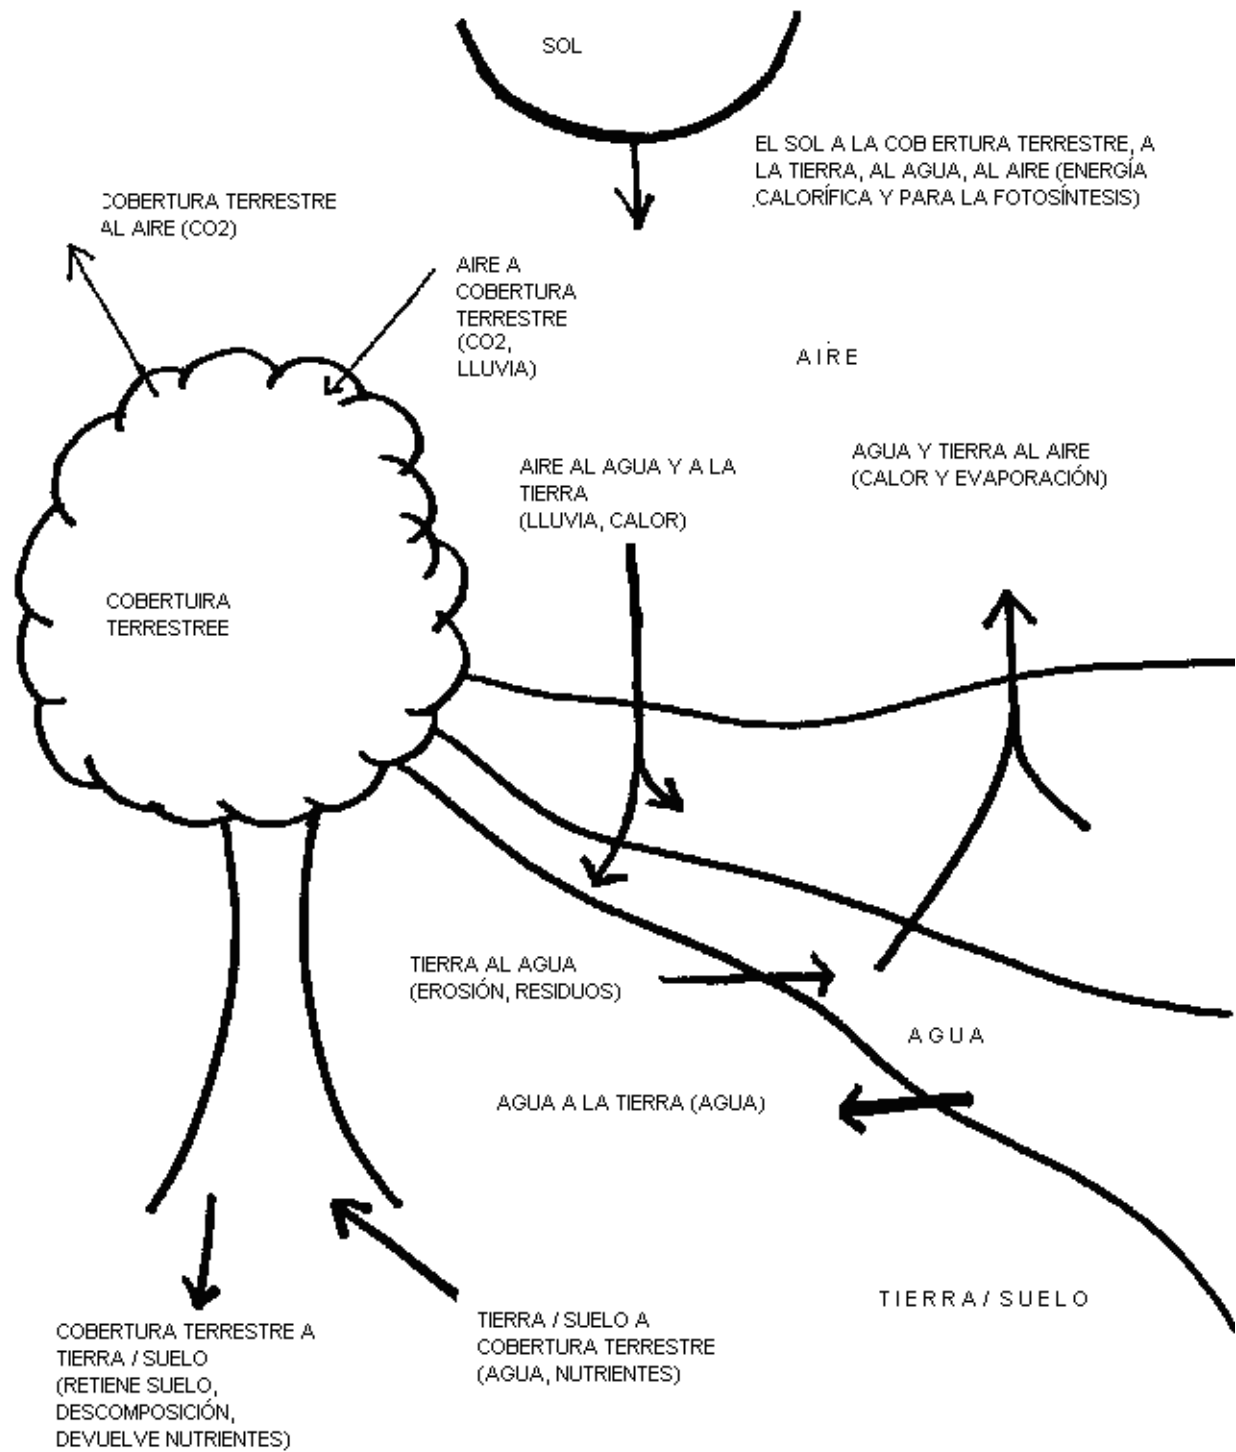 SOL
EL SOL A LA COB ERTURA TERRESTRE, A
LA TIERRA, AL AGUA, AL AIRE (ENERGÍA
CALORÍFICA Y PARA LA FOTOSÍNTESIS)
COBERTURA TERRESTRE
AL AIRE (CO2)
AIRE A
COBERTURA
TERRESTRE
(CO2,
LLUVIA)
AIRE
AIRE AL AGUA Y A LA
TIERRA
(LLUVIA, CALOR)
AGUA Y TIERRA AL AIRE
(CALOR Y EVAPORACIÓN)
COBERTUIRA
TERRESTREE
TIERRA AL AGUA
(EROSIÓN, RESIDUOS)
AGUA
AGUA A LA TIERRA (AGUA)
TIERRA / SUELO
COBERTURA TERRESTRE A
TIERRA / SUELO
(RETIENE SUELO,
DESCOMPOSICIÓN,
DEVUELVE NUTRIENTES)
TIERRA / SUELO A
COBERTURA TERRESTRE
(AGUA, NUTRIENTES)